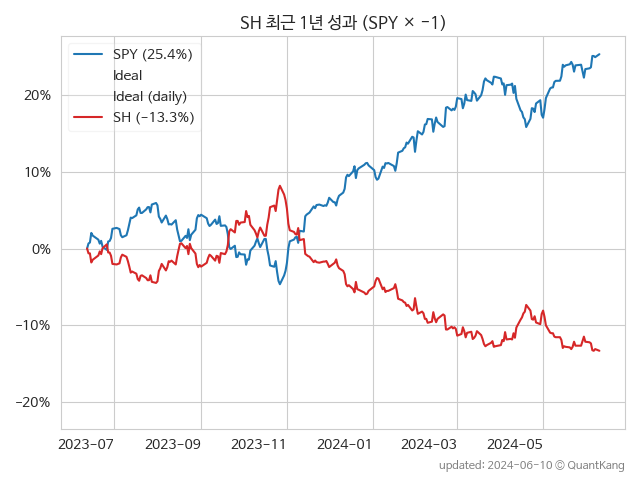 SH 최근 1년 성과 (SPY × −1)
SPY (25.4%)
Ideal
Ideal (daily)
SH (−13.3%)
20%
10%
0%
−10%
−20%
2023−07 2023−09 2023−11 2024−01 2024−03 2024−05
updated: 2024-06-10 © QuantKang